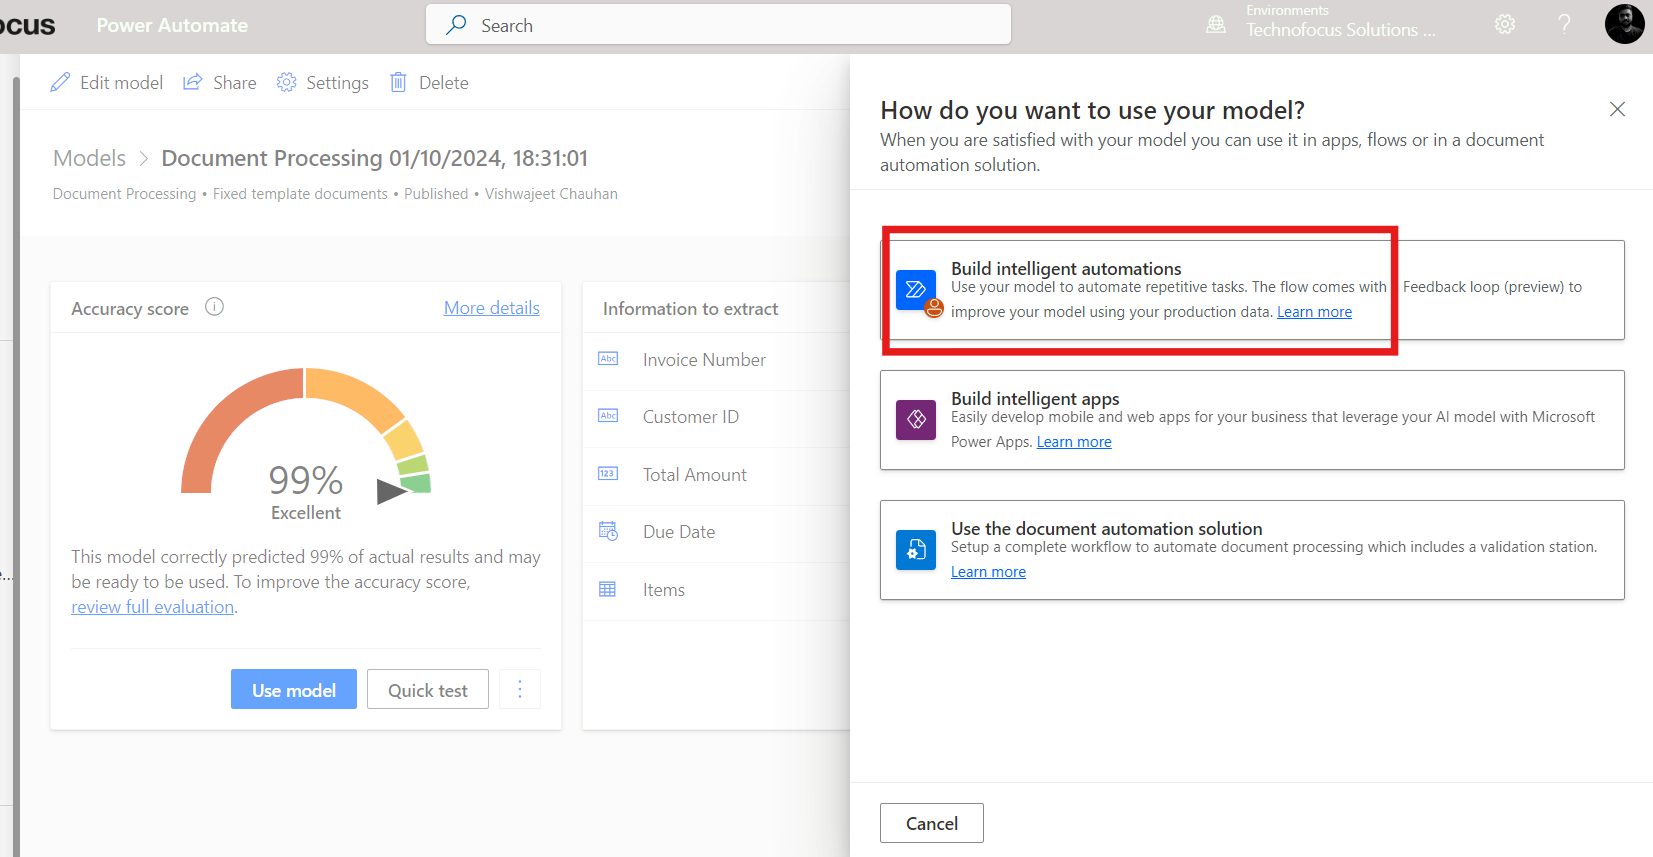 ocus
Power Automate
Search
Environments
Technofocus Solutions ...
?
Edit model
Share
Settings
Delete
Models > Document Processing 01/10/2024, 18:31:01
Document Processing • Fixed template documents • Published • Vishwajeet Chauhan
Accuracy score
More details
99%
Excellent
This model correctly predicted 99% of actual results and may
be ready to be used. To improve the accuracy score,
review full evaluation.
Use model
Quick test
Information to extract
Abc Invoice Number
Abc Customer ID
123 Total Amount
Due Date
Items
How do you want to use your model?
When you are satisfied with your model you can use it in apps, flows or in a document
automation solution.
Build intelligent automations
Use your model to automate repetitive tasks. The flow comes with Feedback loop (preview) to
improve your model using your production data. Learn more
Build intelligent apps
Easily develop mobile and web apps for your business that leverage your AI model with Microsoft
Power Apps. Learn more
Use the document automation solution
Setup a complete workflow to automate document processing which includes a validation station.
Learn more
Cancel